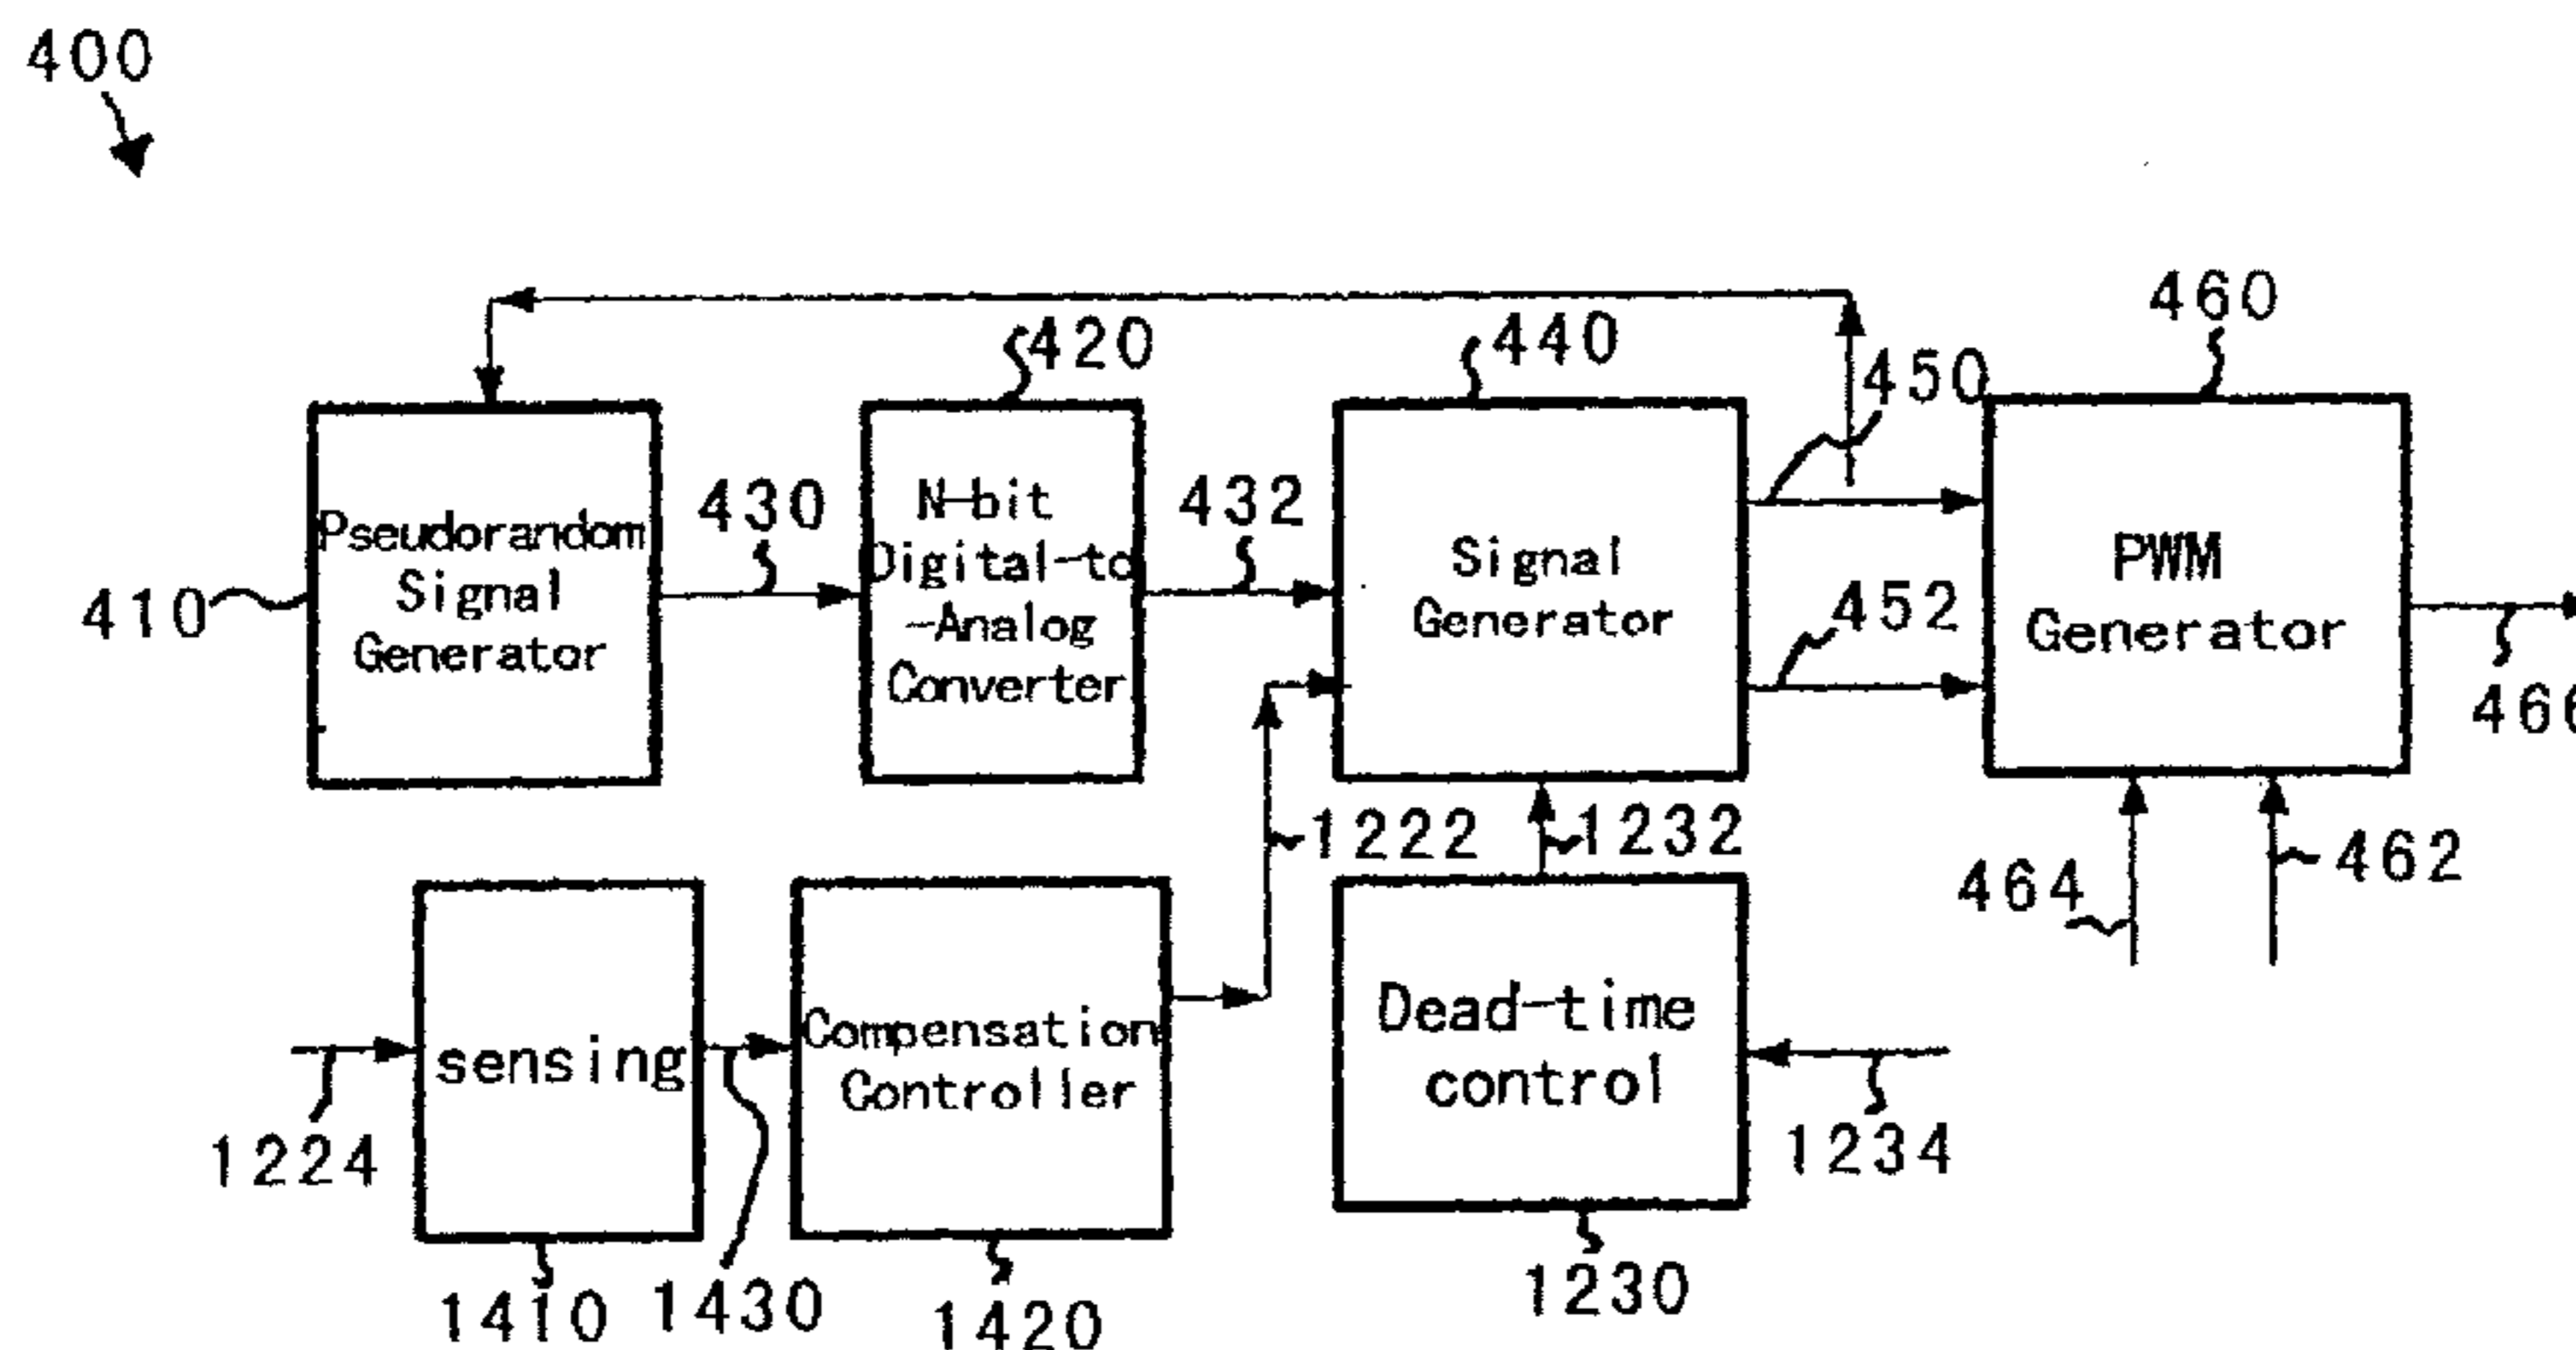 400
420
440
460
450
Pseudorandom
Signal
Generator
410
430
N-bit
Digital-to
-Analog
Converter
432
Signal
Generator
452
PWM
Generator
466
1222
1232
464
462
1224
sensing
1410
1430
Compensation
Controller
1420
Dead-time
control
1230
1234